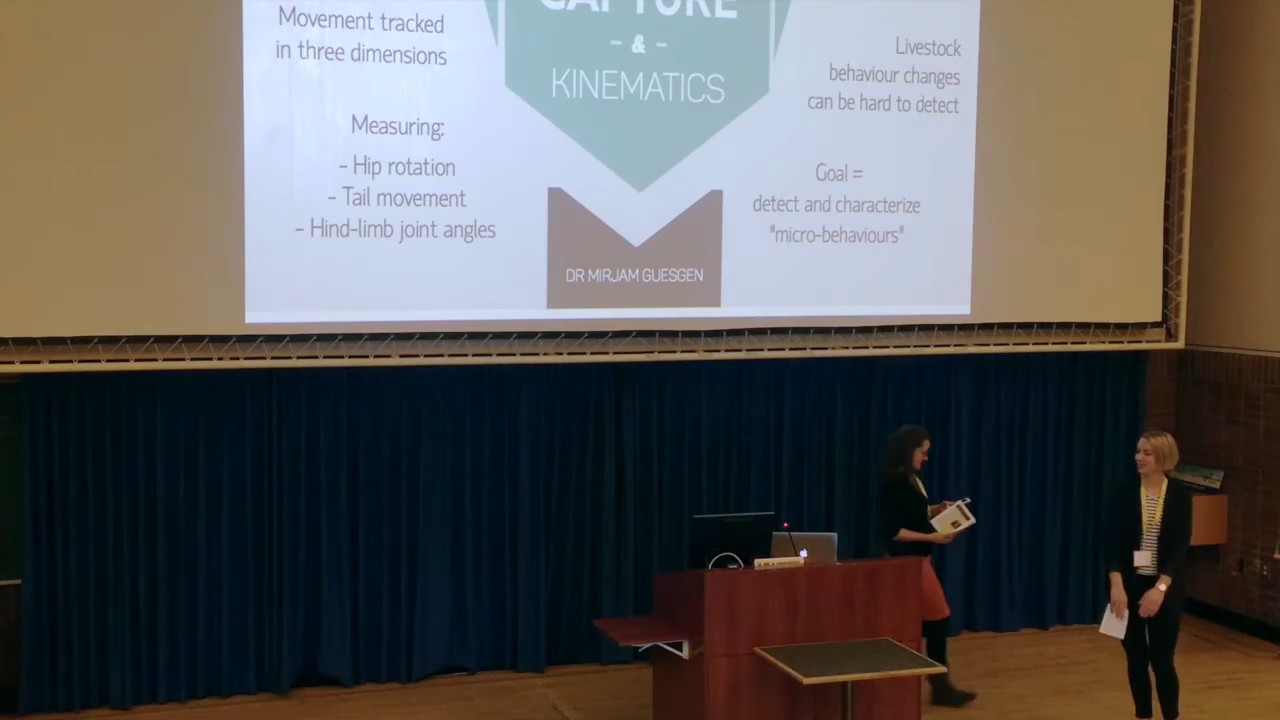 Movement tracked
in three dimensions
Measuring:
- Hip rotation
- Tail movement
- Hind-limb joint angles
CAPTURE
- & -
KINEMATICS
DR MIRJAM GUESGEN
Livestock
behaviour changes
can be hard to detect
Goal =
detect and characterize
"micro-behaviours"